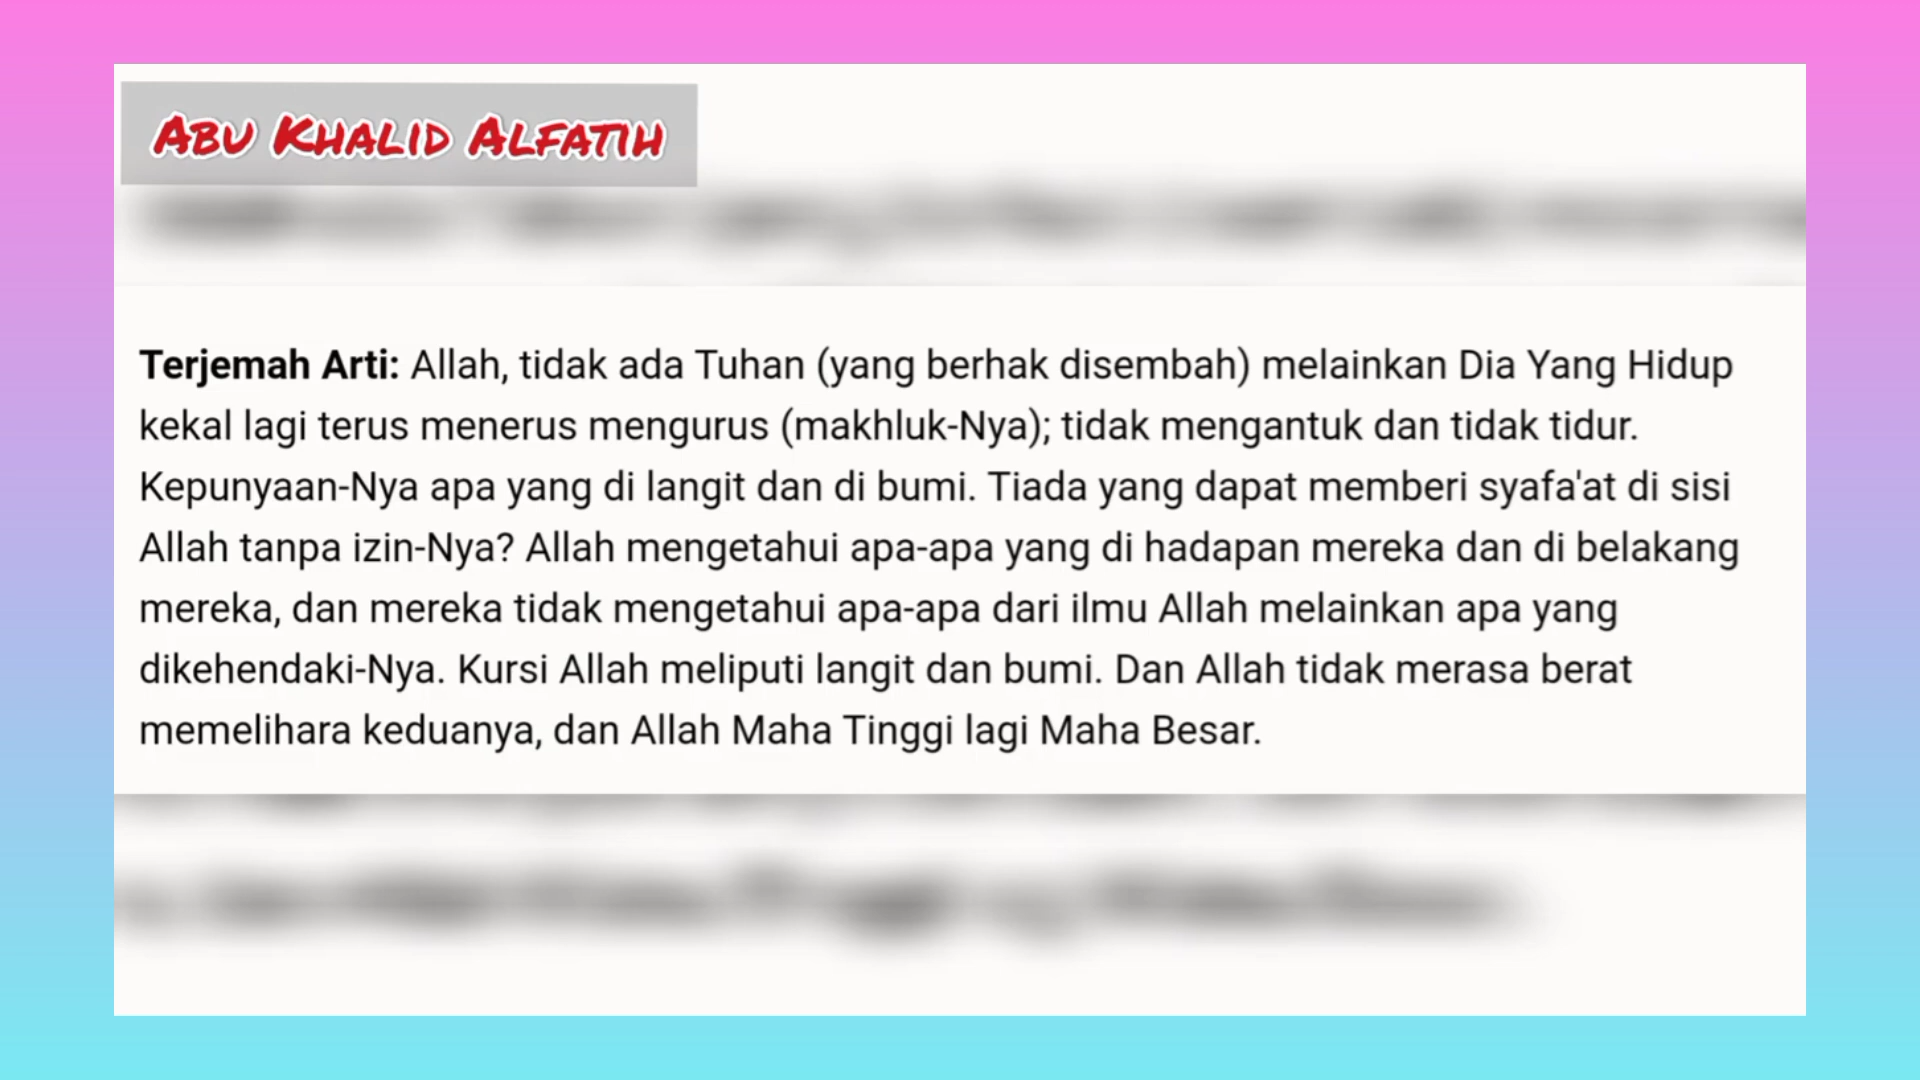 ABU KHALID ALFATIH
Terjemah Arti: Allah, tidak ada Tuhan (yang berhak disembah) melainkan Dia Yang Hidup
kekal lagi terus menerus mengurus (makhluk-Nya); tidak mengantuk dan tidak tidur.
Kepunyaan-Nya apa yang di langit dan di bumi. Tiada yang dapat memberi syafa'at di sisi
Allah tanpa izin-Nya? Allah mengetahui apa-apa yang di hadapan mereka dan di belakang
mereka, dan mereka tidak mengetahui apa-apa dari ilmu Allah melainkan apa yang
dikehendaki-Nya. Kursi Allah meliputi langit dan bumi. Dan Allah tidak merasa berat
memelihara keduanya, dan Allah Maha Tinggi lagi Maha Besar.